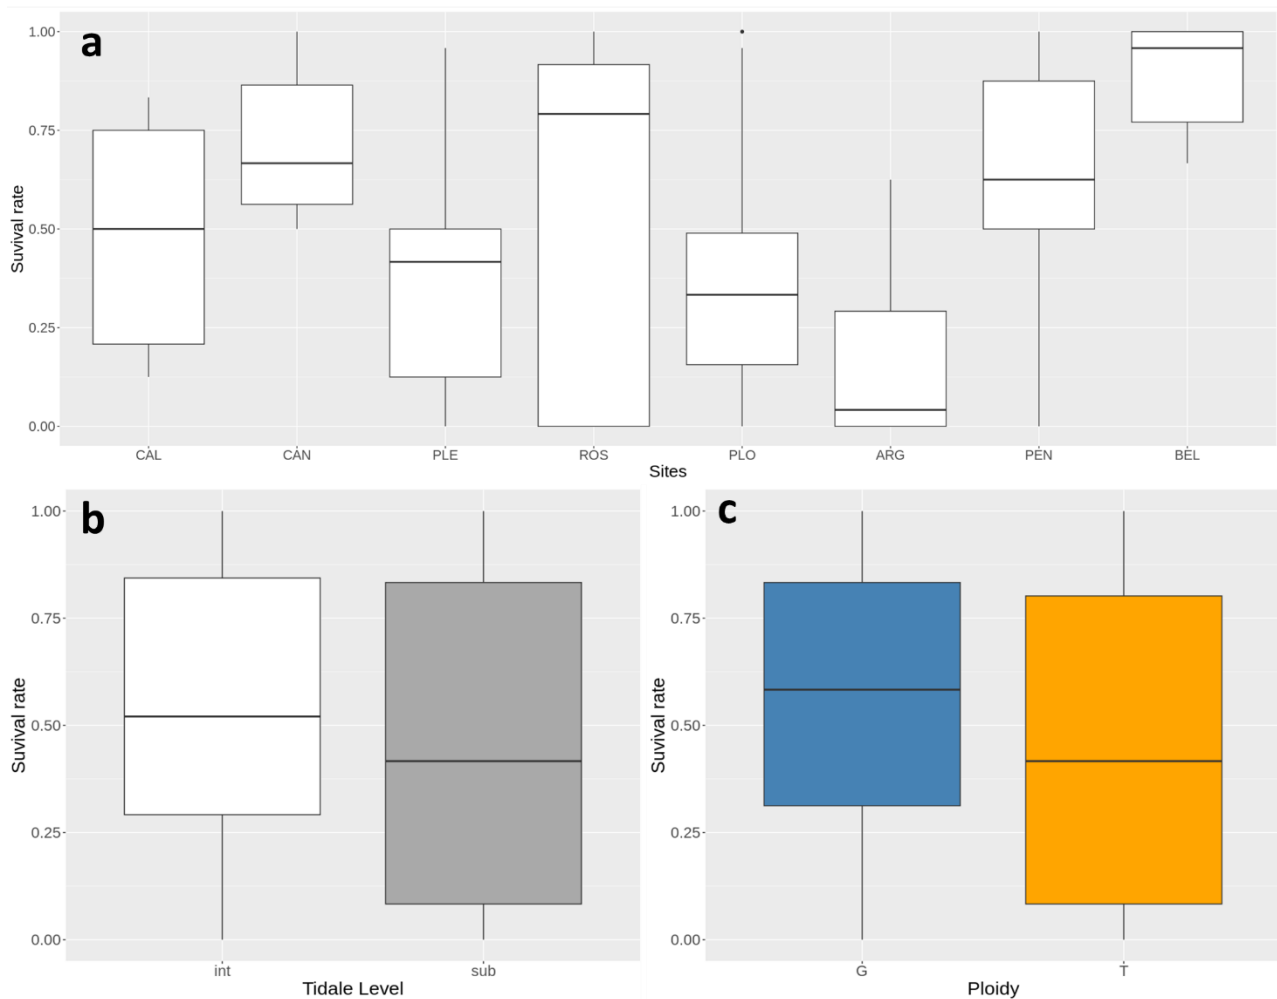 a
1.00
0.75
0.50
0.25
0.00
Suvival rate
CAL CAN PLE ROS PLO ARG PEN BEL
Sites
b
1.00
0.75
0.50
0.25
0.00
Suvival rate
int sub
Tidale Level
c
1.00
0.75
0.50
0.25
0.00
Suvival rate
G T
Ploidy